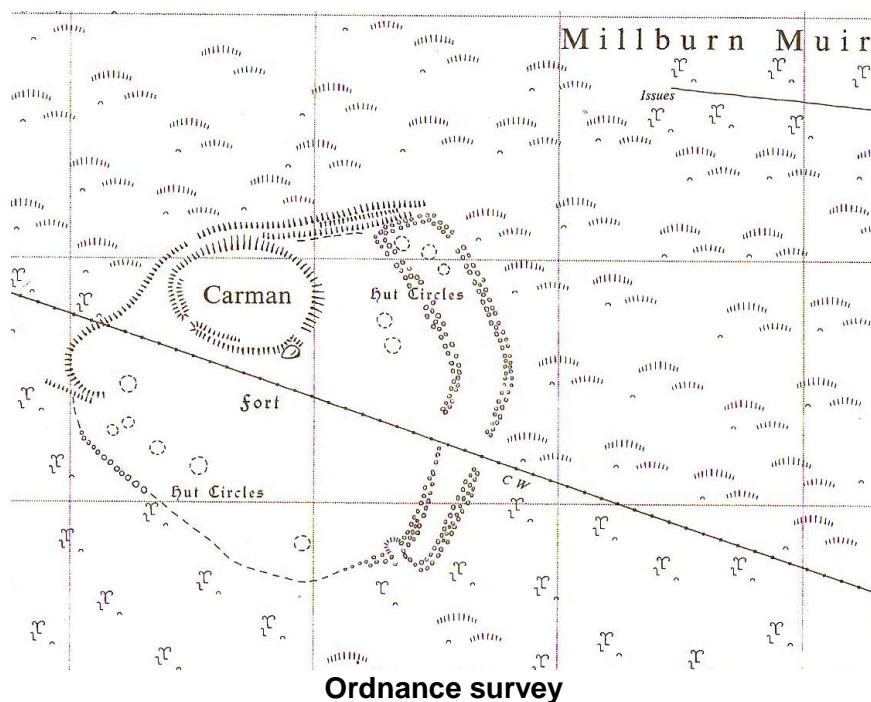 Millburn Muir
Issues
Carman
Hut Circles
Fort
C W
Hut Circles
Ordnance survey